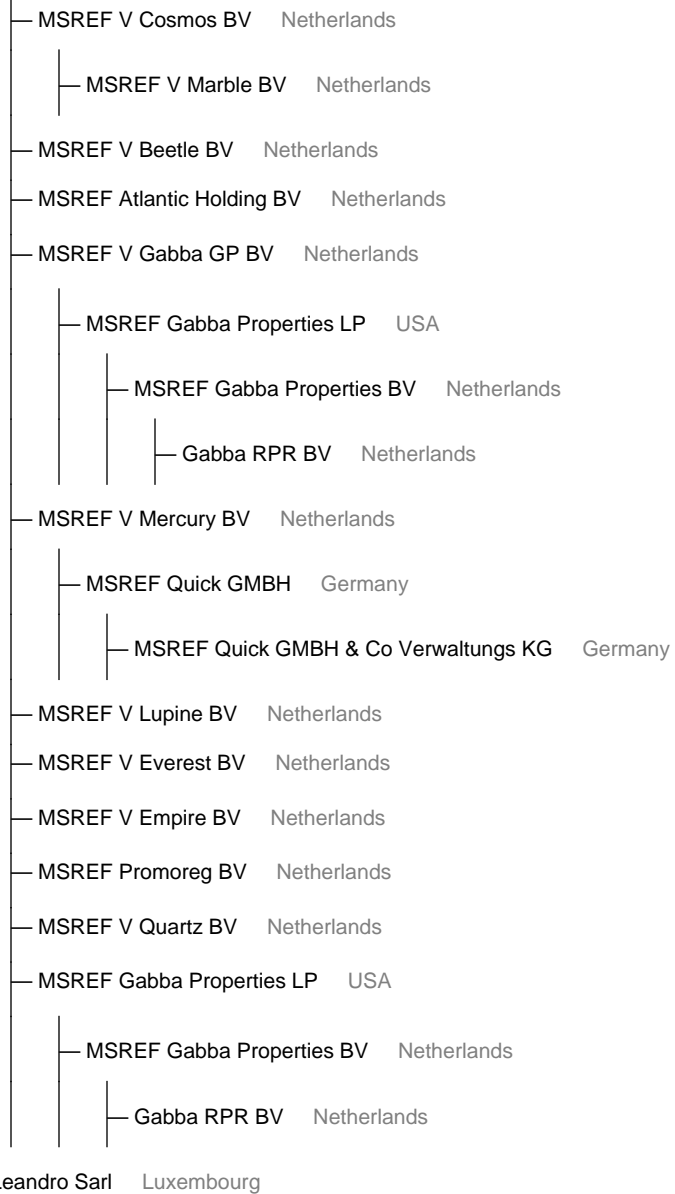 MSREF V Cosmos BV Netherlands
MSREF V Marble BV Netherlands
MSREF V Beetle BV Netherlands
MSREF Atlantic Holding BV Netherlands
MSREF V Gabba GP BV Netherlands
MSREF Gabba Properties LP USA
MSREF Gabba Properties BV Netherlands
Gabba RPR BV Netherlands
MSREF V Mercury BV Netherlands
MSREF Quick GMBH Germany
MSREF Quick GMBH & Co Verwaltungs KG Germany
MSREF V Lupine BV Netherlands
MSREF V Everest BV Netherlands
MSREF V Empire BV Netherlands
MSREF Promoreg BV Netherlands
MSREF V Quartz BV Netherlands
MSREF Gabba Properties LP USA
MSREF Gabba Properties BV Netherlands
Gabba RPR BV Netherlands
Sarl Luxembourg